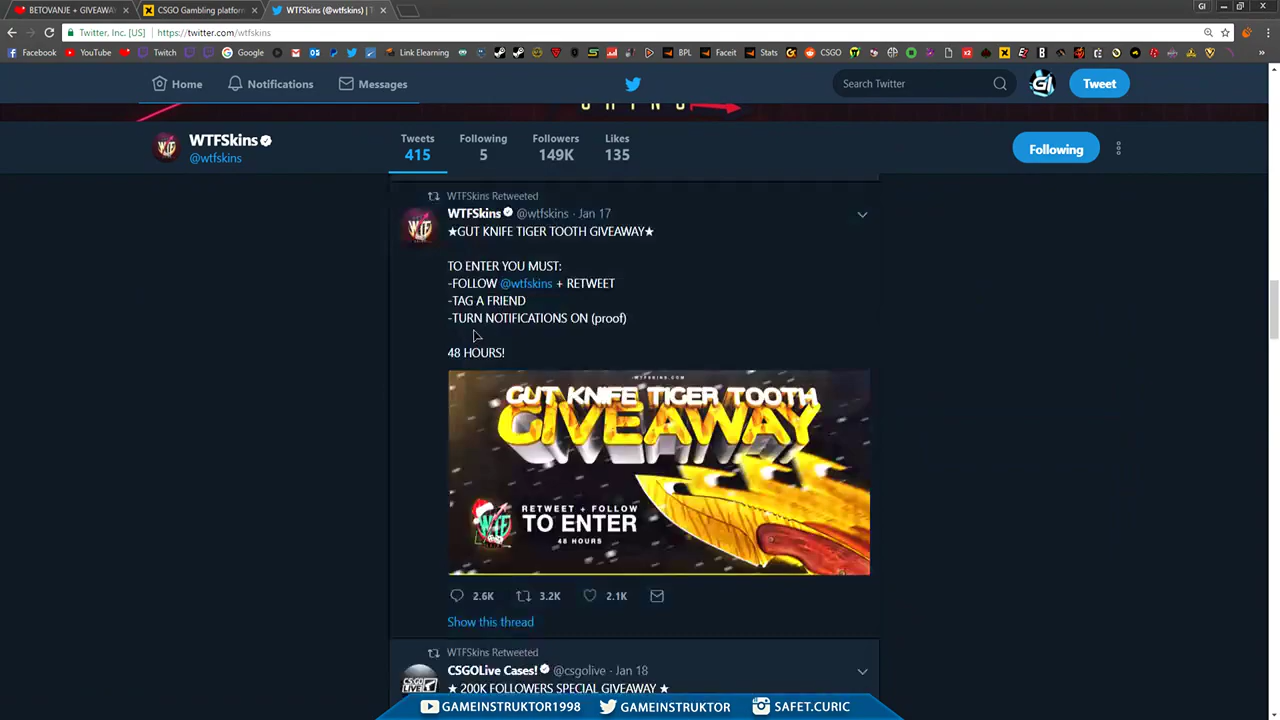 BETOVANJE + GIVEAWAY
CSGO Gambling platform
WTFSkins (@wtfskins) | T
GI
Twitter, Inc. [US] | https://twitter.com/wtfskins
Facebook YouTube Twitch Google Link Elearning BPL Faceit Stats CSGO
Home Notifications Messages Search Twitter Tweet
WTFSkins
@wtfskins
Tweets Following Followers Likes
415 5 149K 135
Following
WTFSkins Retweeted
WTFSkins @wtfskins · Jan 17
★GUT KNIFE TIGER TOOTH GIVEAWAY★
TO ENTER YOU MUST:
-FOLLOW @wtfskins + RETWEET
-TAG A FRIEND
-TURN NOTIFICATIONS ON (proof)
48 HOURS!
WTFSKINS.COM
GUT KNIFE TIGER TOOTH
GIVEAWAY
WTF
RETWEET + FOLLOW
TO ENTER
48 HOURS
2.6K 3.2K 2.1K
Show this thread
WTFSkins Retweeted
CSGOLive Cases! @csgolive · Jan 18
★ 200K FOLLOWERS SPECIAL GIVEAWAY ★
GAMEINSTRUKTOR1998 GAMEINSTRUKTOR SAFET.CURIC